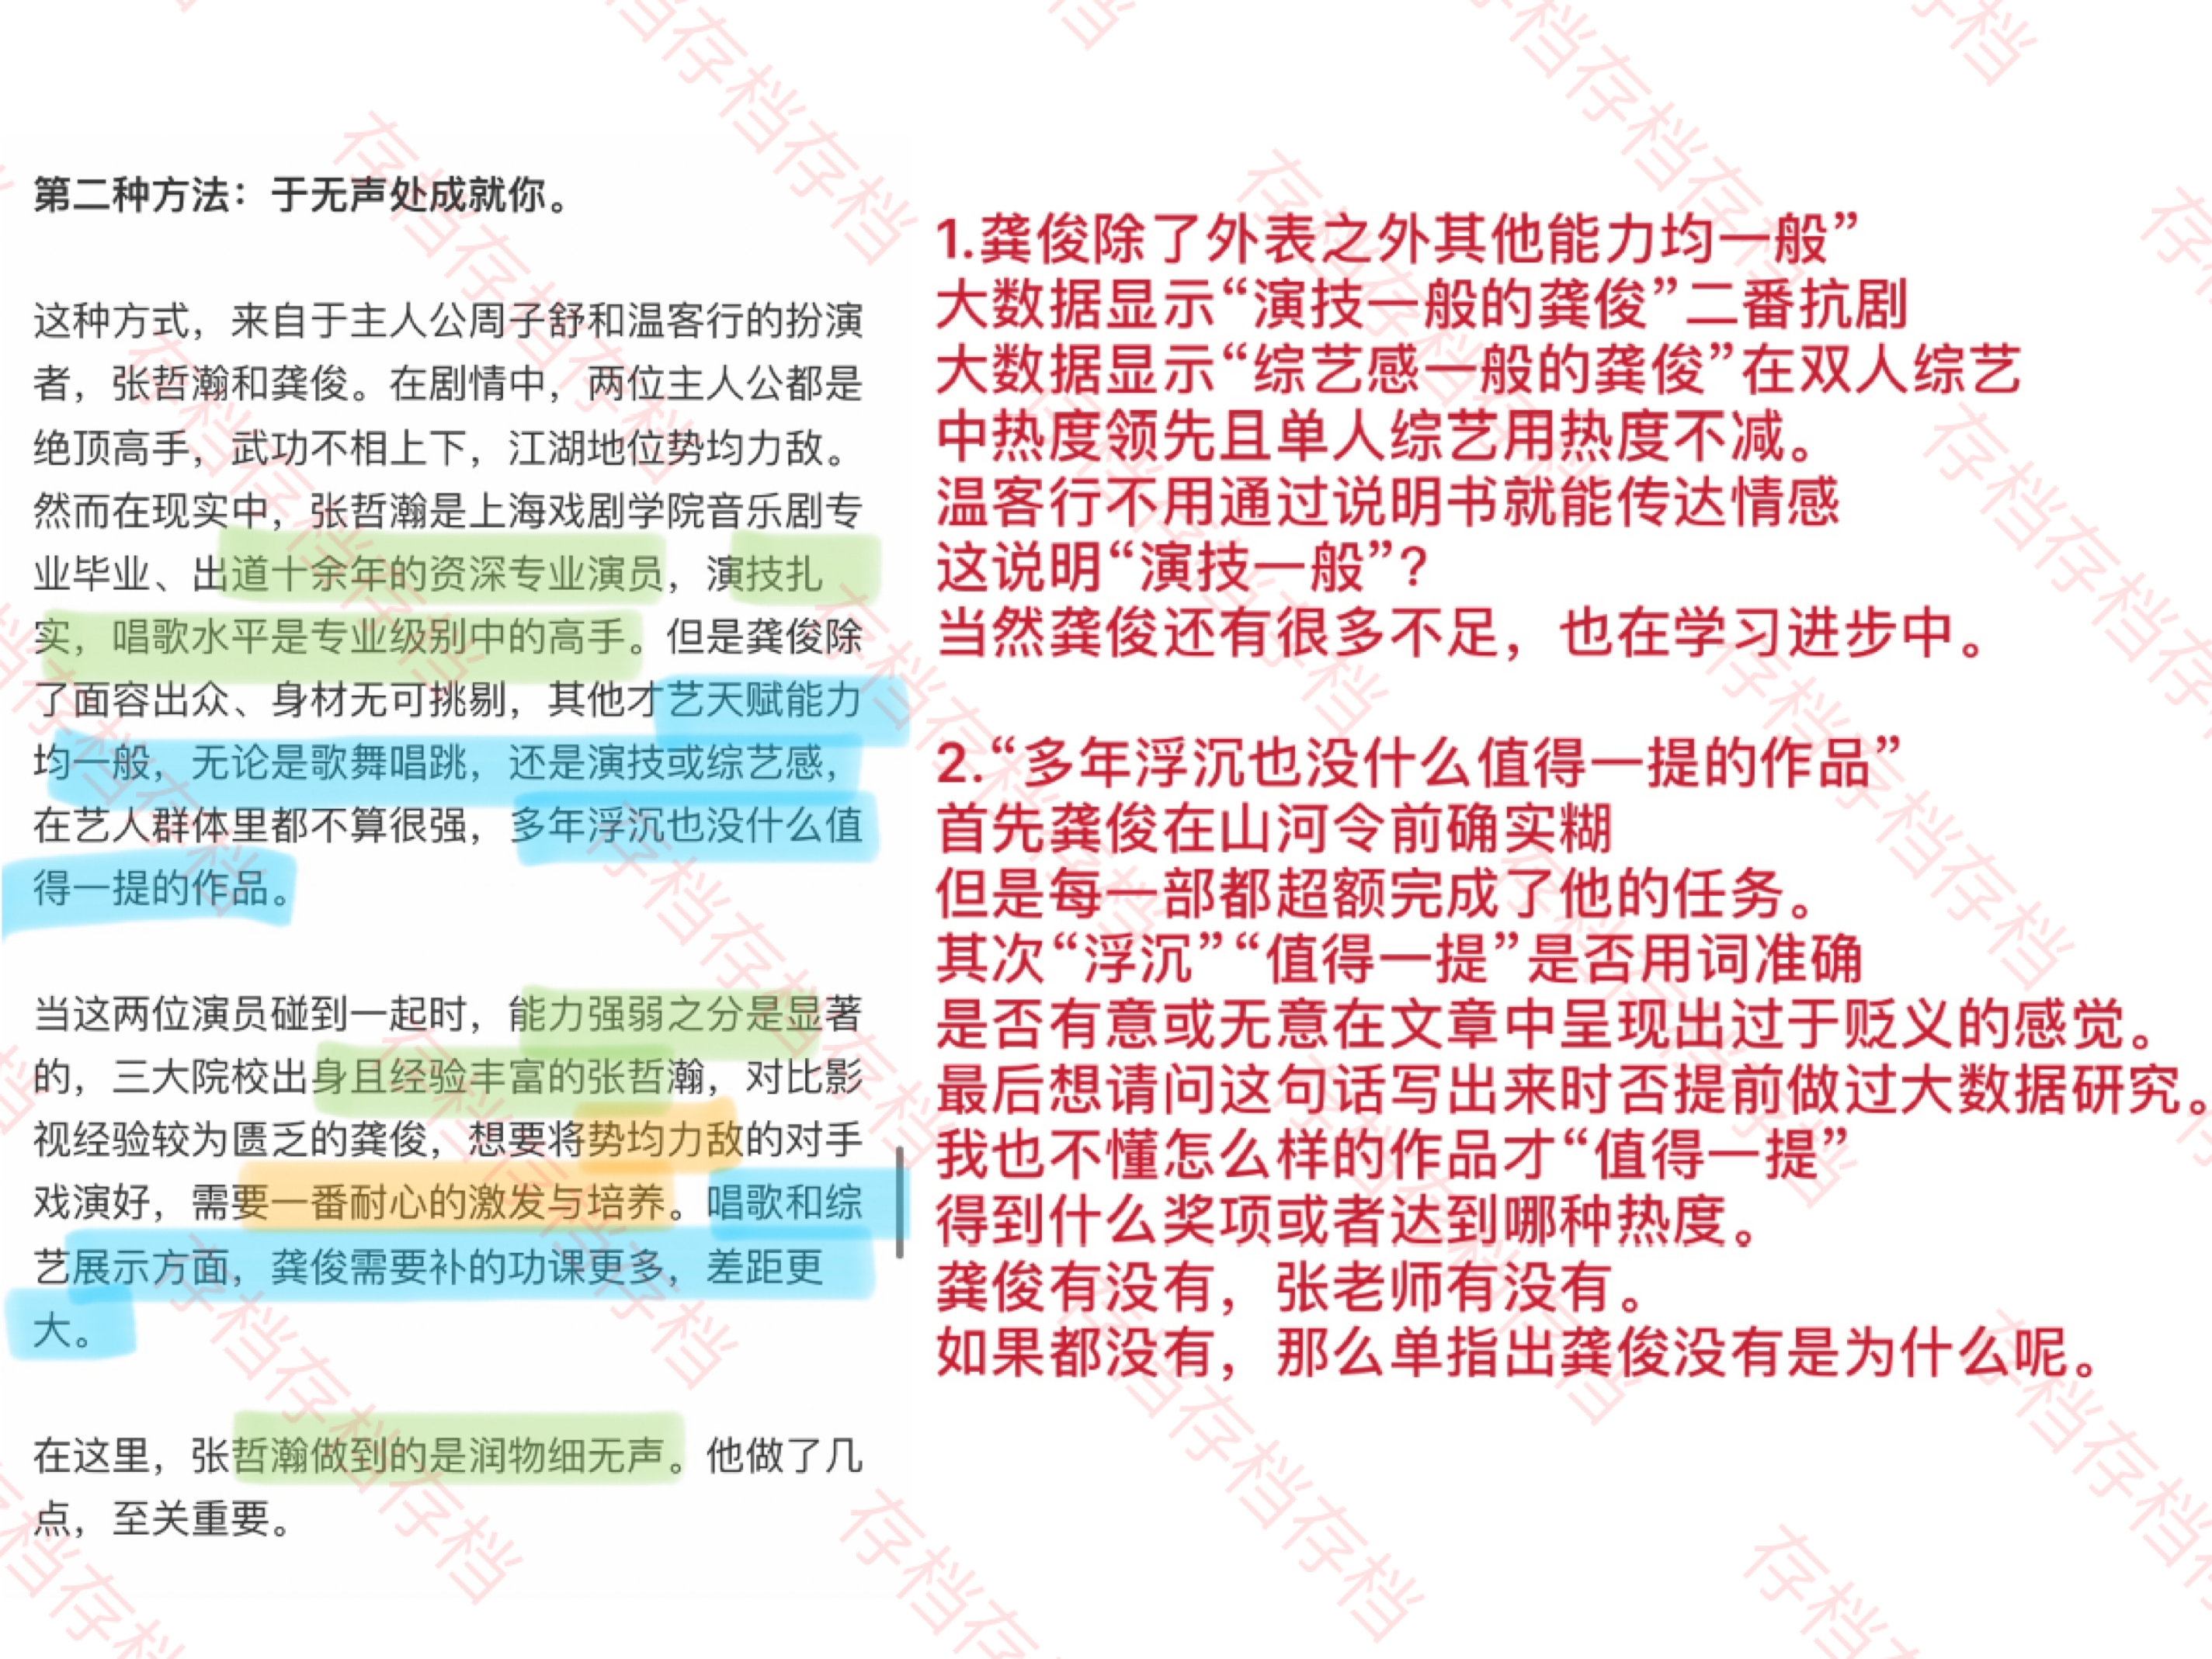 第二种方法：于无声处成就你。
这种方式，来自于主人公周子舒和温客行的扮演
者，张哲瀚和龚俊。在剧情中，两位主人公都是
绝顶高手，武功不相上下，江湖地位势均力敌。
然而在现实中，张哲瀚是上海戏剧学院音乐剧专
业毕业、出道十余年的资深专业演员，演技扎
实，唱歌水平是专业级别中的高手。但是龚俊除
了面容出众、身材无可挑剔，其他才艺天赋能力
均一般，无论是歌舞唱跳，还是演技或综艺感，
在艺人群体里都不算很强，多年浮沉也没什么值
得一提的作品。
当这两位演员碰到一起时，能力强弱之分是显著
的，三大院校出身且经验丰富的张哲瀚，对比影
视经验较为匮乏的龚俊，想要将势均力敌的对手
戏演好，需要一番耐心的激发与培养。唱歌和综
艺展示方面，龚俊需要补的功课更多，差距更
大。
在这里，张哲瀚做到的是润物细无声。他做了几
点，至关重要。
1.龚俊除了外表之外其他能力均一般”
大数据显示“演技一般的龚俊”二番抗剧
大数据显示“综艺感一般的龚俊”在双人综艺
中热度领先且单人综艺用热度不减。
温客行不用通过说明书就能传达情感
这说明“演技一般”？
当然龚俊还有很多不足，也在学习进步中。
2.“多年浮沉也没什么值得一提的作品”
首先龚俊在山河令前确实糊
但是每一部都超额完成了他的任务。
其次“浮沉”“值得一提”是否用词准确
是否有意或无意在文章中呈现出过于贬义的感觉。
最后想请问这句话写出来时否提前做过大数据研究。
我也不懂怎么样的作品才“值得一提”
得到什么奖项或者达到哪种热度。
龚俊有没有，张老师有没有。
如果都没有，那么单指出龚俊没有是为什么呢。
存档存档存档存档